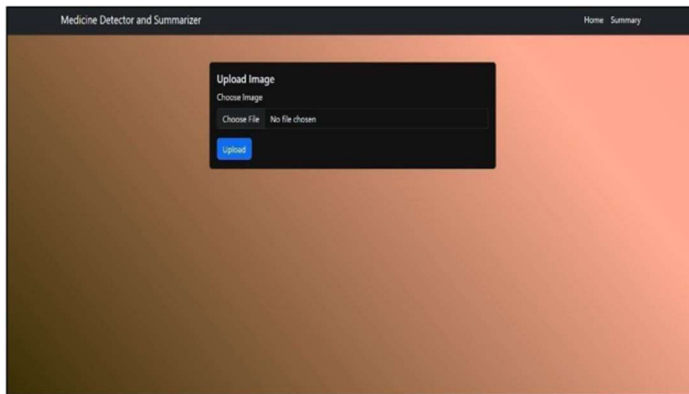 Medicine Detector and Summarizer
Home Summary
Upload Image
Choose Image
Choose File No file chosen
Upload